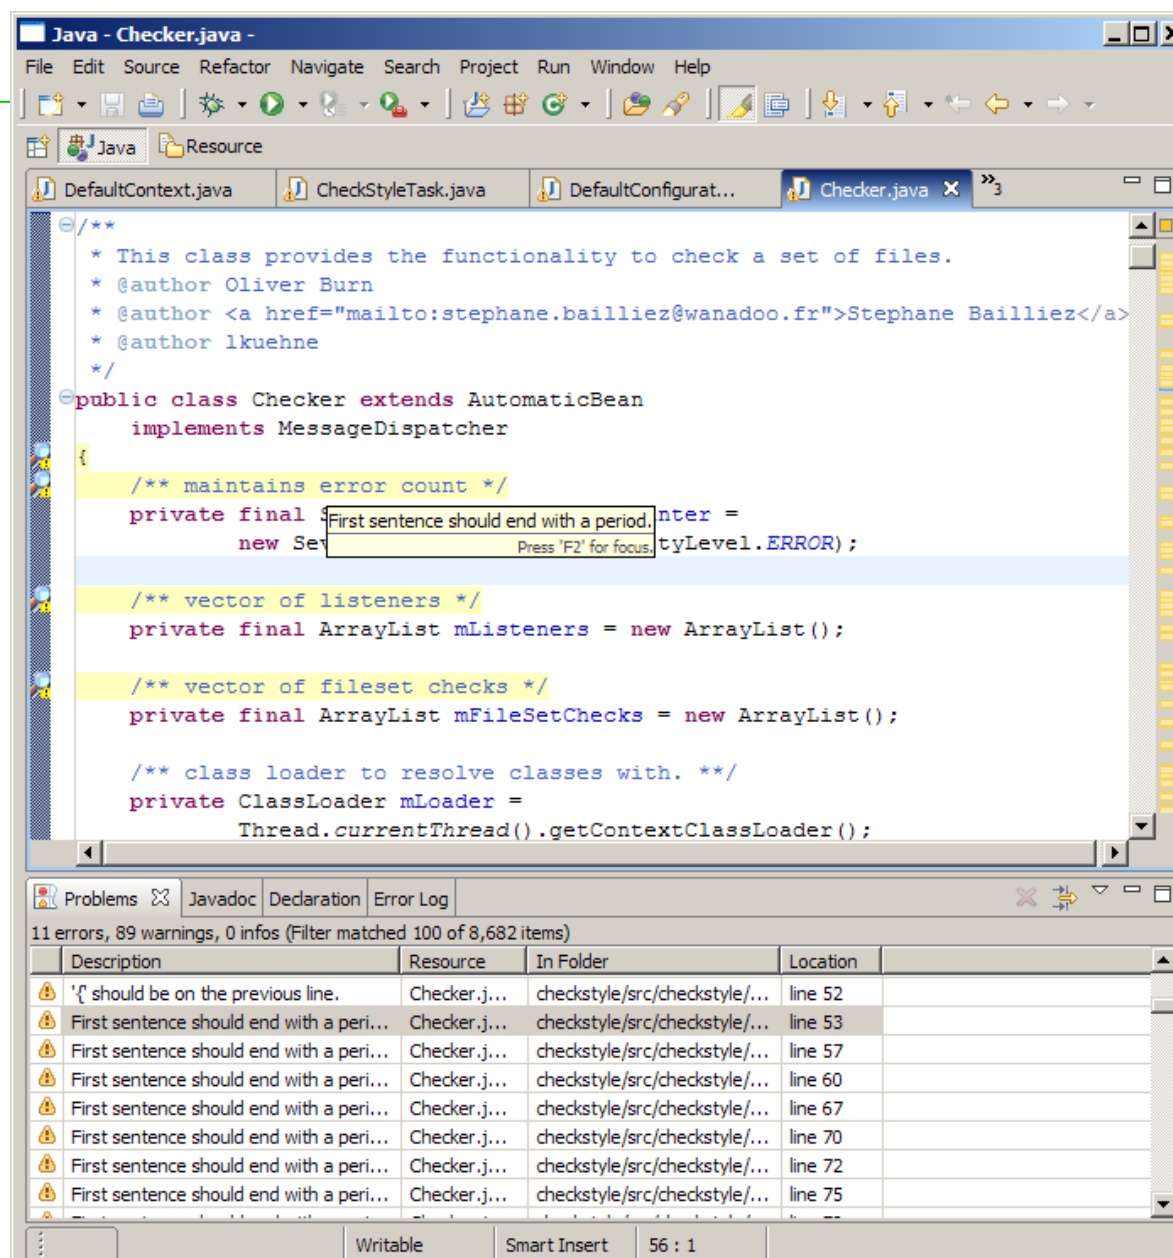 Java - Checker.java -
File Edit Source Refactor Navigate Search Project Run Window Help
Java Resource
DefaultContext.java CheckStyleTask.java DefaultConfigurat... Checker.java »3
/**
* This class provides the functionality to check a set of files.
* @author Oliver Burn
* @author <a href="mailto:stephane.bailliez@wanadoo.fr">Stephane Bailliez</a>
* @author lkuehne
*/
public class Checker extends AutomaticBean
implements MessageDispatcher
{
/** maintains error count */
private final S nter =
First sentence should end with a period.
new Sev tyLevel.ERROR);
Press 'F2' for focus.
/** vector of listeners */
private final ArrayList mListeners = new ArrayList();
/** vector of fileset checks */
private final ArrayList mFileSetChecks = new ArrayList();
/** class loader to resolve classes with. **/
private ClassLoader mLoader =
Thread.currentThread().getContextClassLoader();
Problems Javadoc Declaration Error Log
11 errors, 89 warnings, 0 infos (Filter matched 100 of 8,682 items)
Description Resource In Folder Location
'{' should be on the previous line. Checker.j... checkstyle/src/checkstyle/... line 52
First sentence should end with a peri... Checker.j... checkstyle/src/checkstyle/... line 53
First sentence should end with a peri... Checker.j... checkstyle/src/checkstyle/... line 57
First sentence should end with a peri... Checker.j... checkstyle/src/checkstyle/... line 60
First sentence should end with a peri... Checker.j... checkstyle/src/checkstyle/... line 67
First sentence should end with a peri... Checker.j... checkstyle/src/checkstyle/... line 70
First sentence should end with a peri... Checker.j... checkstyle/src/checkstyle/... line 72
First sentence should end with a peri... Checker.j... checkstyle/src/checkstyle/... line 75
Writable Smart Insert 56 : 1